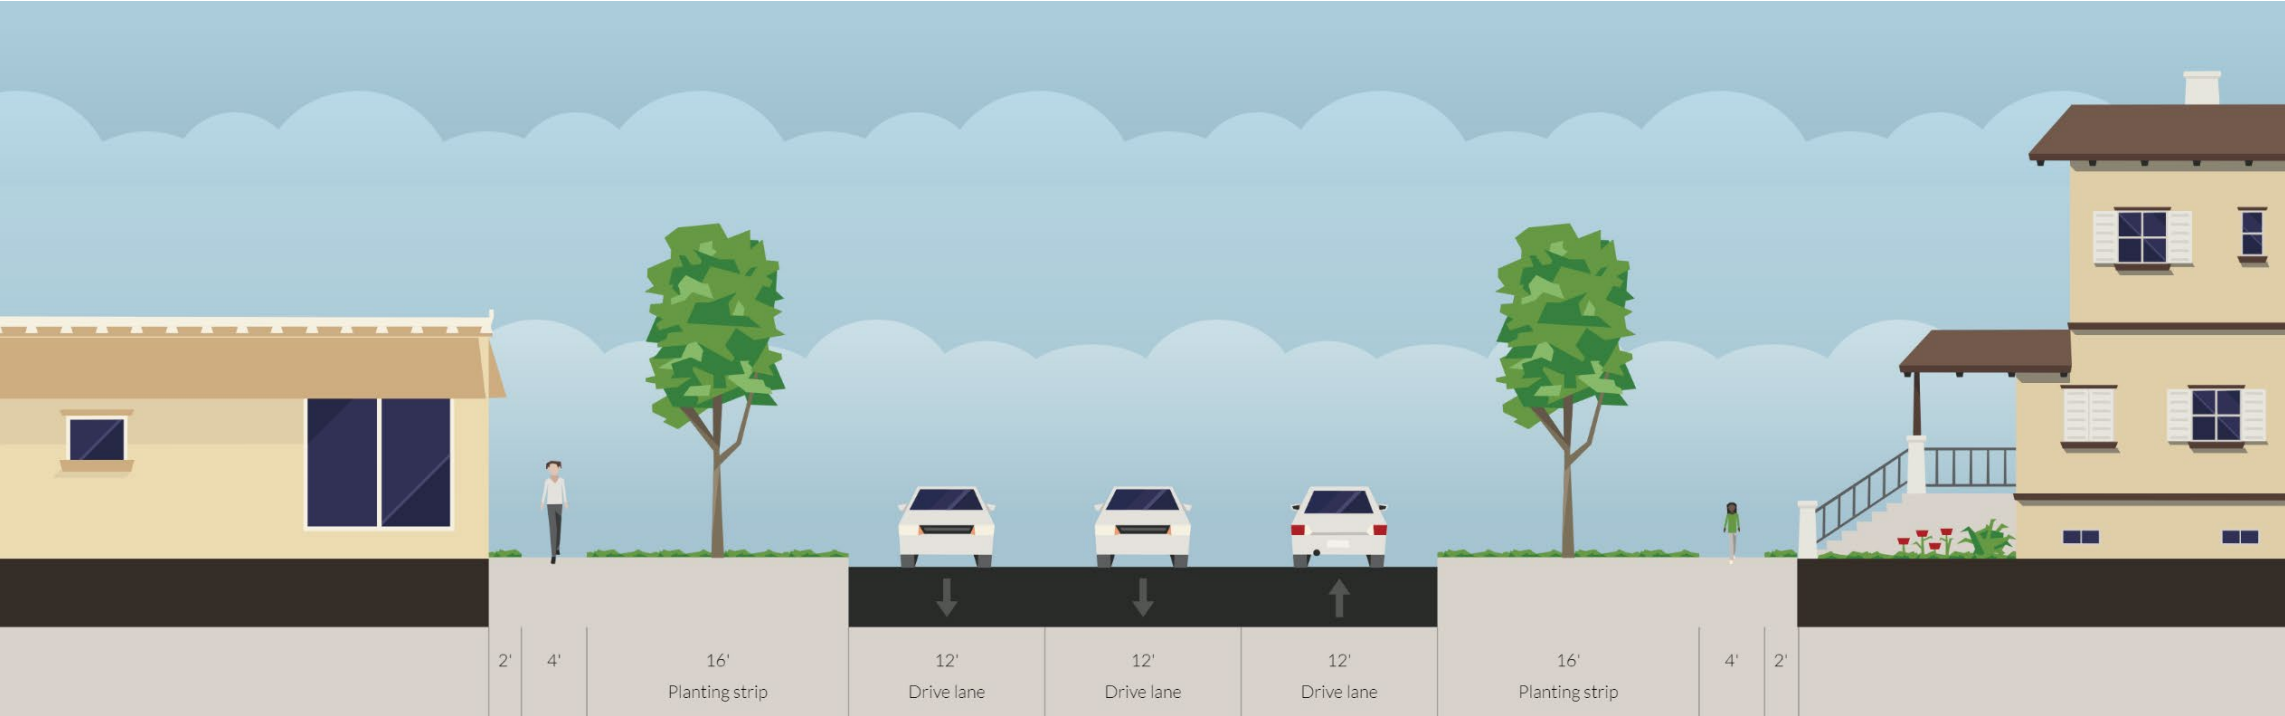 2' 4' 16' 12' 12' 12' 16' 4' 2'
Planting strip Drive lane Drive lane Drive lane Planting strip